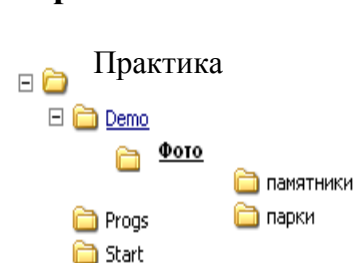 Практика
Demo
Фото
памятники
Progs парки
Start